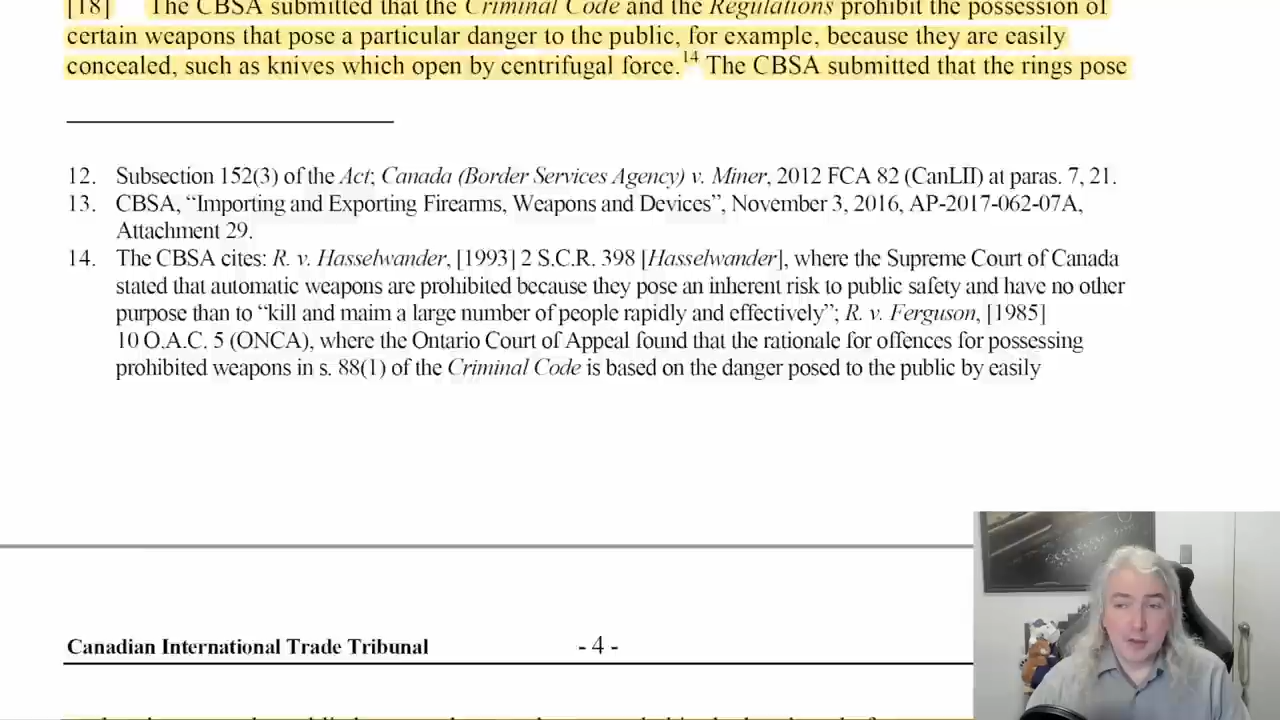 [18] The CBSA submitted that the Criminal Code and the Regulations prohibit the possession of
certain weapons that pose a particular danger to the public, for example, because they are easily
concealed, such as knives which open by centrifugal force.14 The CBSA submitted that the rings pose
12. Subsection 152(3) of the Act; Canada (Border Services Agency) v. Miner, 2012 FCA 82 (CanLII) at paras. 7, 21.
13. CBSA, “Importing and Exporting Firearms, Weapons and Devices”, November 3, 2016, AP-2017-062-07A,
Attachment 29.
14. The CBSA cites: R. v. Hasselwander, [1993] 2 S.C.R. 398 [Hasselwander], where the Supreme Court of Canada
stated that automatic weapons are prohibited because they pose an inherent risk to public safety and have no other
purpose than to “kill and maim a large number of people rapidly and effectively”; R. v. Ferguson, [1985]
10 O.A.C. 5 (ONCA), where the Ontario Court of Appeal found that the rationale for offences for possessing
prohibited weapons in s. 88(1) of the Criminal Code is based on the danger posed to the public by easily
Canadian International Trade Tribunal - 4 -